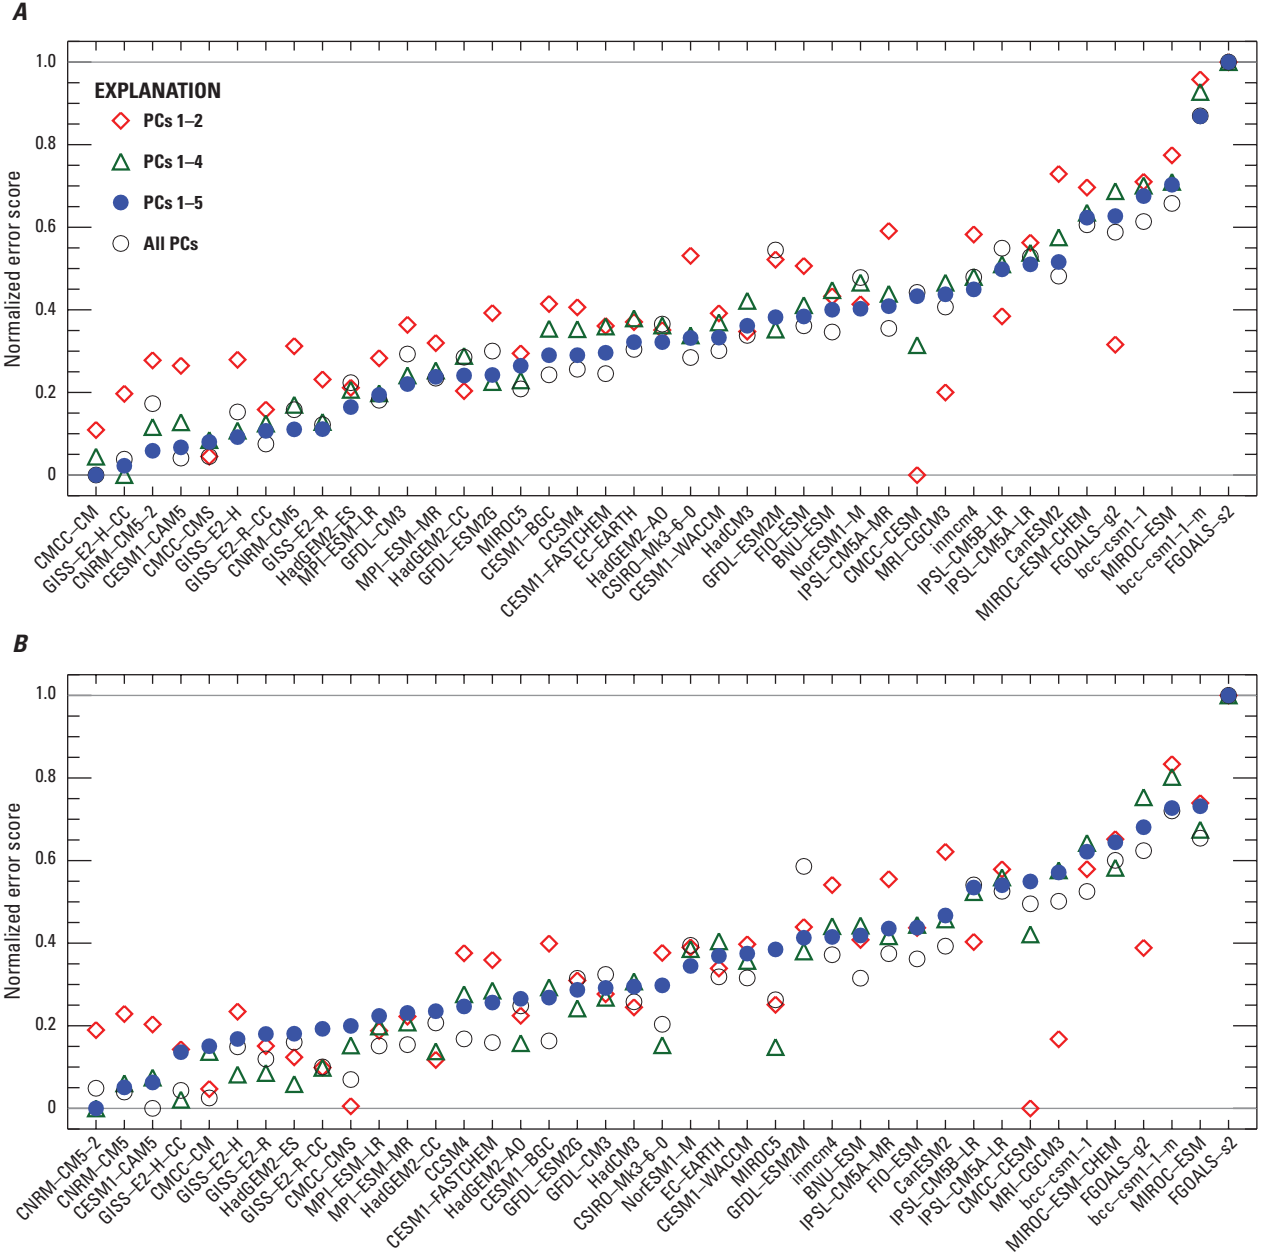 A
1.0
0.8
0.6
0.4
0.2
0
Normalized error score
EXPLANATION
PCs 1–2
PCs 1–4
PCs 1–5
All PCs
CMCC–CM
GISS–E2–H–CC
CNRM–CM5–2
CESM1–CAM5
CMCC–CMS
GISS–E2–H
GISS–E2–R–CC
CNRM–CM5
GISS–E2–R
HadGEM2–ES
MPI–ESM–LR
GFDL–CM3
MPI–ESM–MR
HadGEM2–CC
GFDL–ESM2G
MIROC5
CESM1–BGC
CCSM4
CESM1–FASTCHEM
EC–EARTH
HadGEM2–AO
CSIRO–Mk3–6–0
CESM1–WACCM
HadCM3
GFDL–ESM2M
FIO–ESM
BNU–ESM
NorESM1–M
IPSL–CM5A–MR
CMCC–CESM
MRI–CGCM3
inmcm4
IPSL–CM5B–LR
IPSL–CM5A–LR
CanESM2
MIROC–ESM–CHEM
FGOALS–g2
bcc–csm1–1
MIROC–ESM
bcc–csm1–1–m
FGOALS–s2
B
1.0
0.8
0.6
0.4
0.2
0
Normalized error score
CNRM–CM5–2
CNRM–CM5
CESM1–CAM5
GISS–E2–H–CC
CMCC–CM
GISS–E2–H
GISS–E2–R
HadGEM2–ES
GISS–E2–R–CC
CMCC–CMS
MPI–ESM–LR
MPI–ESM–MR
HadGEM2–CC
CCSM4
CESM1–FASTCHEM
HadGEM2–AO
CESM1–BGC
GFDL–ESM2G
GFDL–CM3
HadCM3
CSIRO–Mk3–6–0
NorESM1–M
EC–EARTH
CESM1–WACCM
MIROC5
GFDL–ESM2M
inmcm4
BNU–ESM
IPSL–CM5A–MR
FIO–ESM
CanESM2
IPSL–CM5B–LR
IPSL–CM5A–LR
CMCC–CESM
MRI–CGCM3
bcc–csm1–1
MIROC–ESM–CHEM
FGOALS–g2
bcc–csm1–1–m
MIROC–ESM
FGOALS–s2